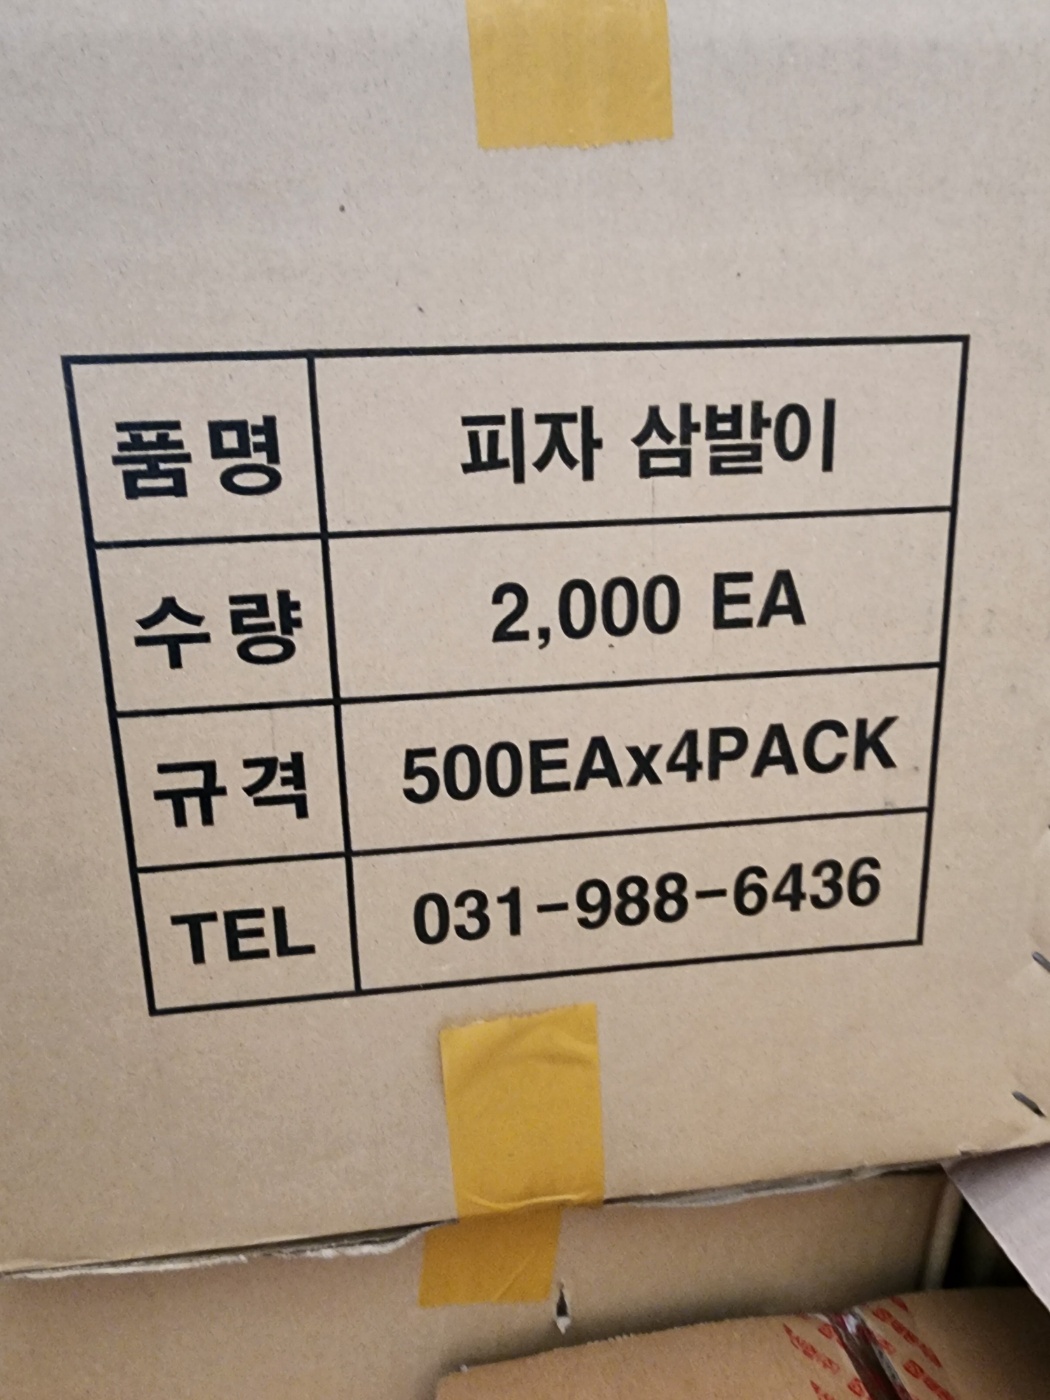 품명 피자 삼발이
수량 2,000 EA
규격 500EAx4PACK
TEL 031-988-6436